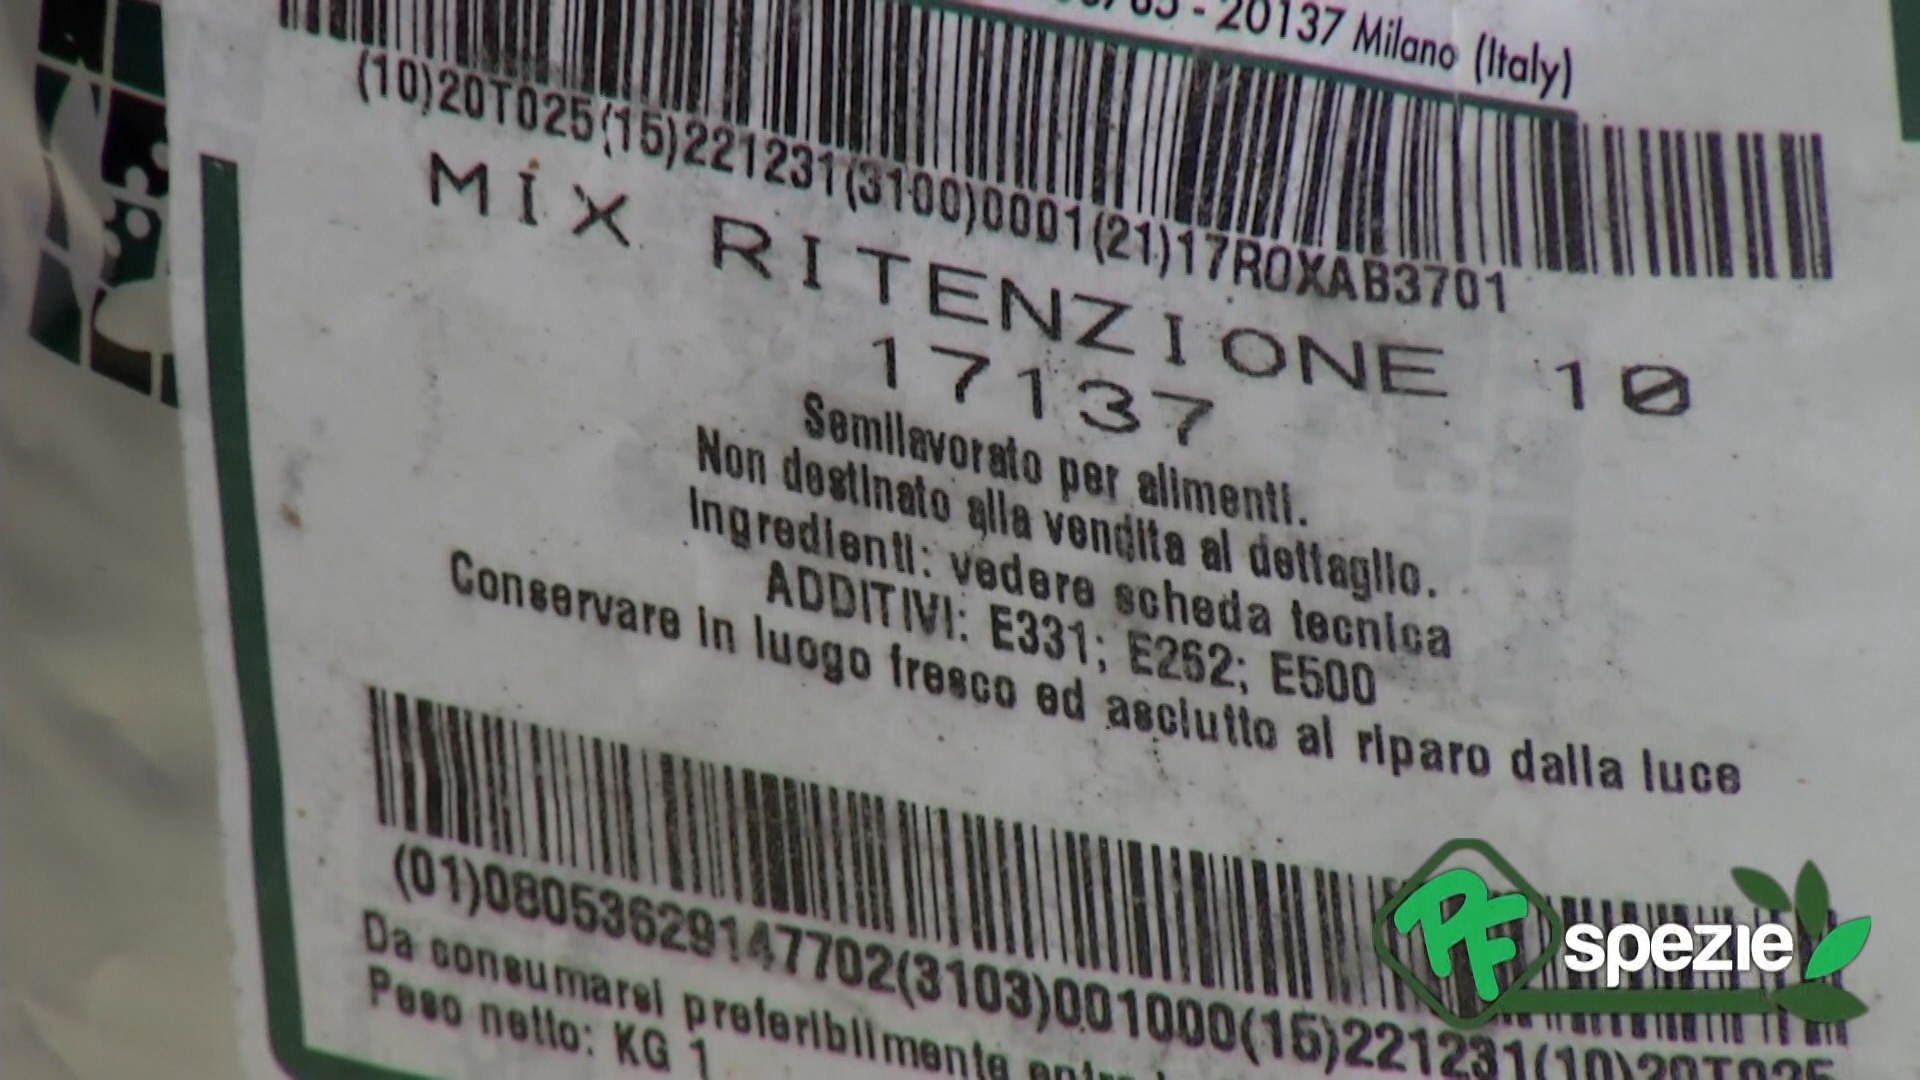 - 20137 Milano (Italy)
(10)20T025(15)221231(3100)0001(21)17R0XAB3701
MIX RITENZIONE 10
17137
Semilavorato per alimenti.
Non destinato alla vendita al dettaglio.
Ingredienti: vedere scheda tecnica
ADDITIVI: E331; E262; E500
Conservare in luogo fresco ed asciutto al riparo dalla luce
(01)08053629147702(3103)001000(15)221231(10)20T025
Da consumarsi preferibilmente entro
Peso netto: KG 1
PF spezie